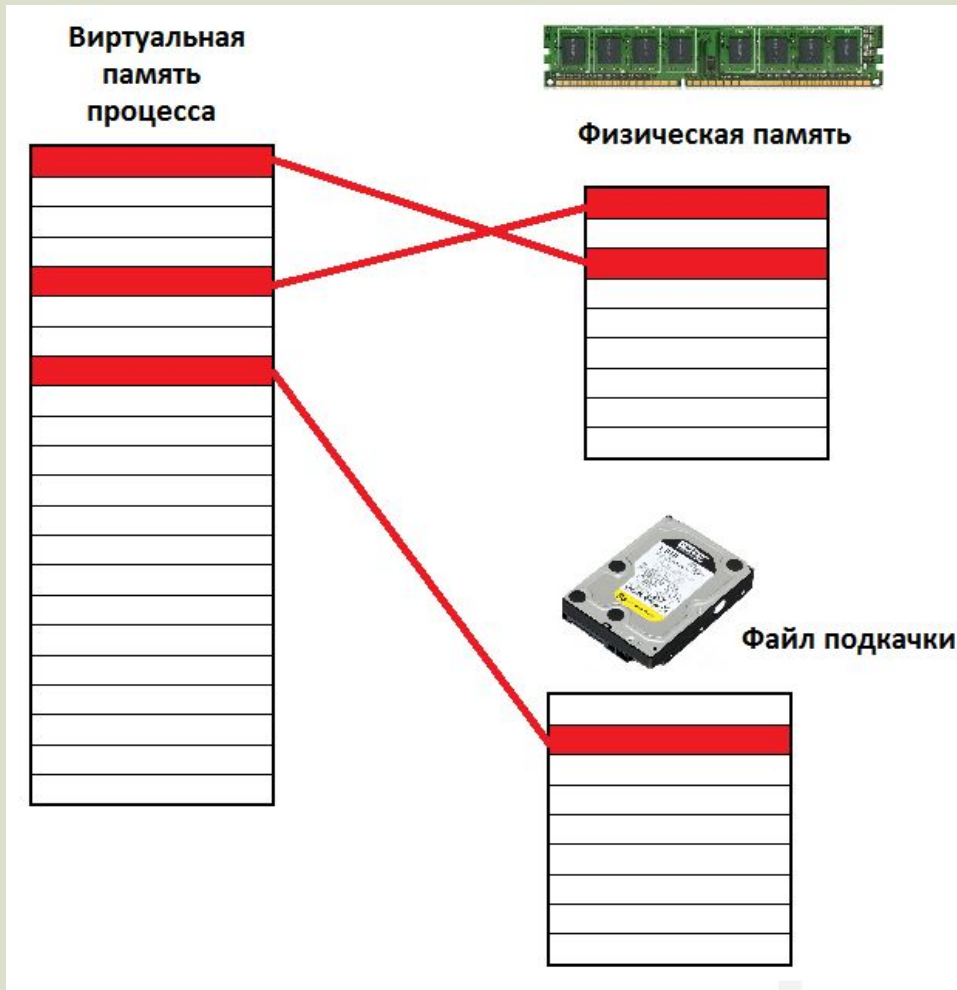 Виртуальная
память
процесса
Физическая память
Файл подкачки